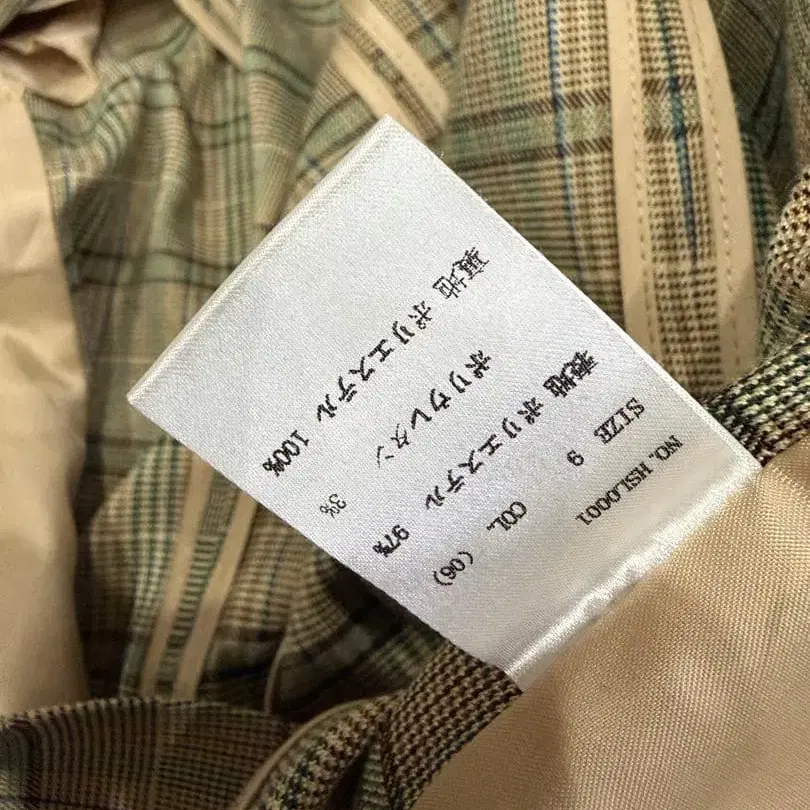 NO. HSL0001
SIZE 9 COL (06)
表地 ポリエステル 97%
ポリウレタン 3%
裏地 ポリエステル 100%